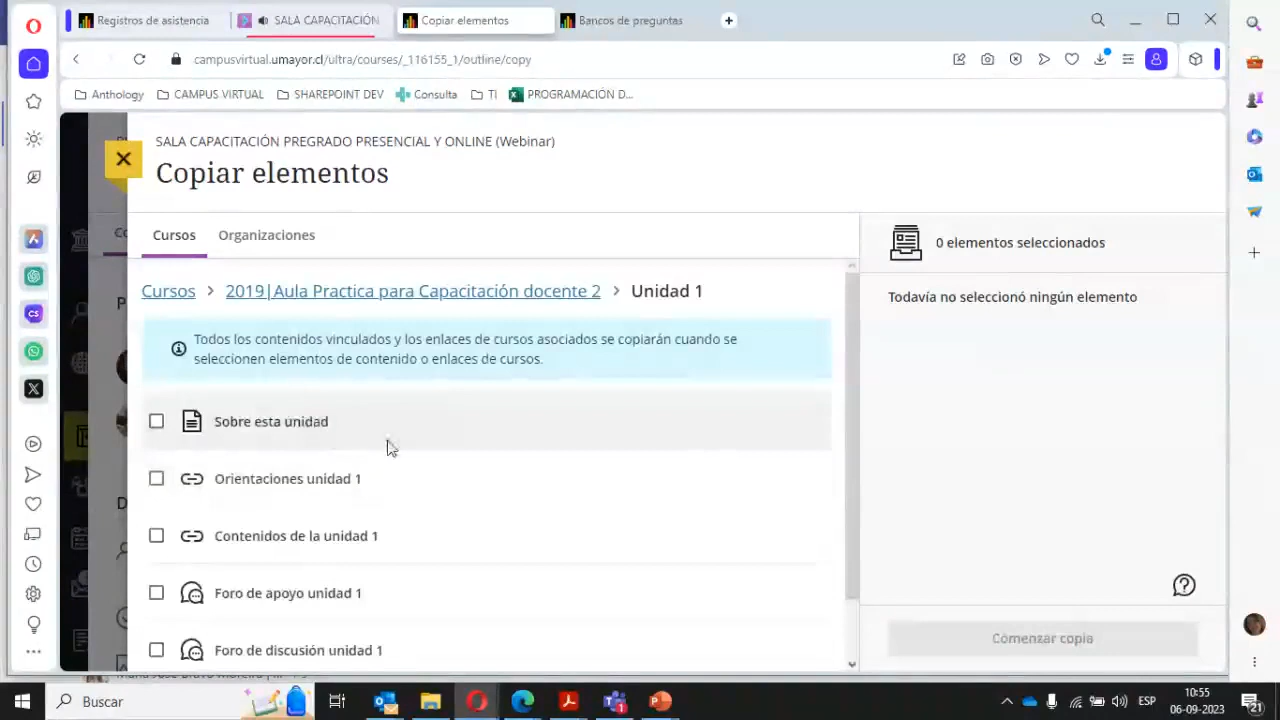 Registros de asistencia
SALA CAPACITACIÓN
Copiar elementos
Bancos de preguntas
campusvirtual.umayor.cl/ultra/courses/_116155_1/outline/copy
Anthology
CAMPUS VIRTUAL
SHAREPOINT DEV
Consulta
TI
PROGRAMACIÓN D...
SALA CAPACITACIÓN PREGRADO PRESENCIAL Y ONLINE (Webinar)
Copiar elementos
Cursos
Organizaciones
0 elementos seleccionados
Cursos > 2019|Aula Practica para Capacitación docente 2 > Unidad 1
Todavía no seleccionó ningún elemento
Todos los contenidos vinculados y los enlaces de cursos asociados se copiarán cuando se
seleccionen elementos de contenido o enlaces de cursos.
Sobre esta unidad
Orientaciones unidad 1
Contenidos de la unidad 1
Foro de apoyo unidad 1
Foro de discusión unidad 1
Comenzar copia
Buscar
ESP
10:55
06-09-2023
21